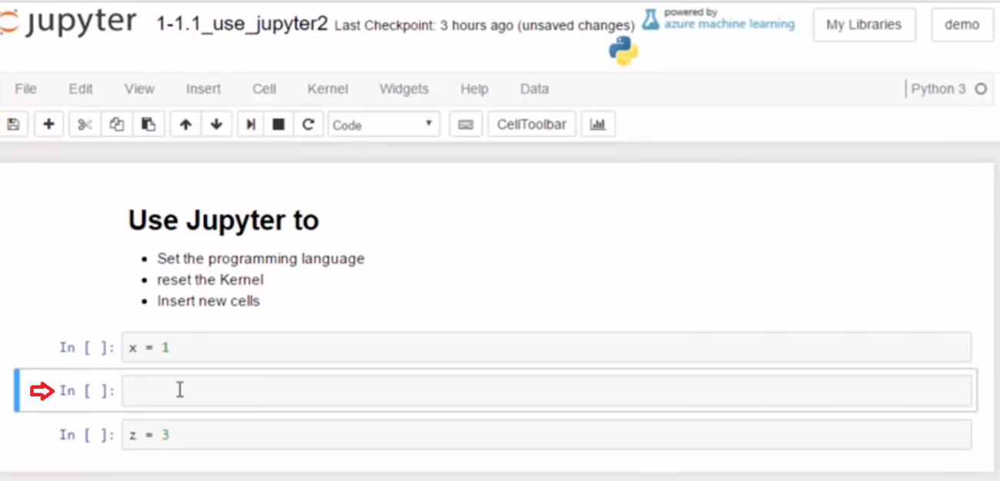 jupyter 1-1.1_use_jupyter2 Last Checkpoint: 3 hours ago (unsaved changes) powered by
azure machine learning My Libraries demo
File Edit View Insert Cell Kernel Widgets Help Data Python 3
Code CellToolbar
Use Jupyter to
• Set the programming language
• reset the Kernel
• Insert new cells
In [ ]: x = 1
In [ ]:
In [ ]: z = 3